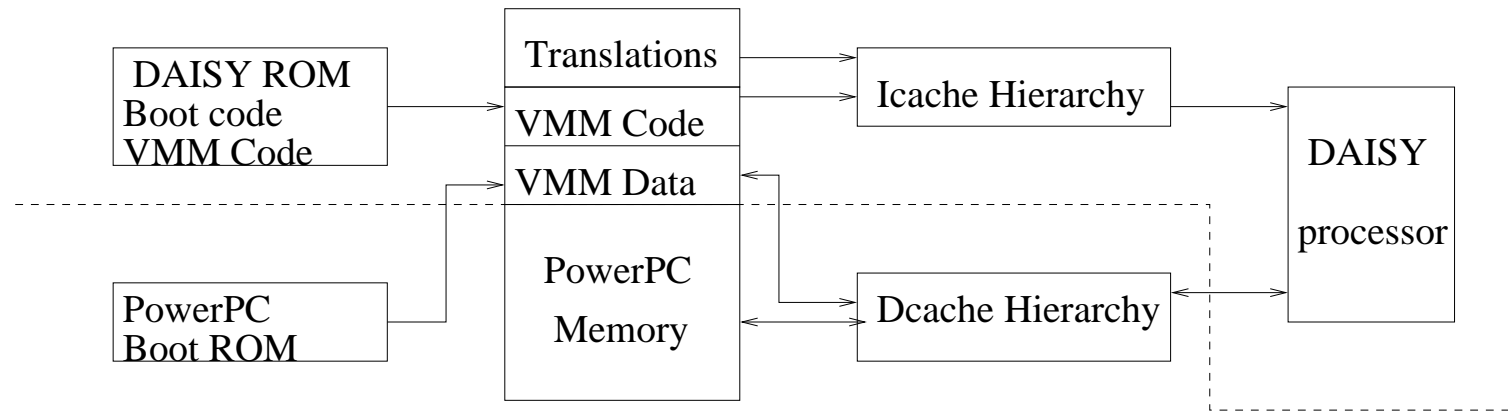 DAISY ROM
Boot code
VMM Code
PowerPC
Boot ROM
Translations
VMM Code
VMM Data
PowerPC
Memory
Icache Hierarchy
Dcache Hierarchy
DAISY
processor